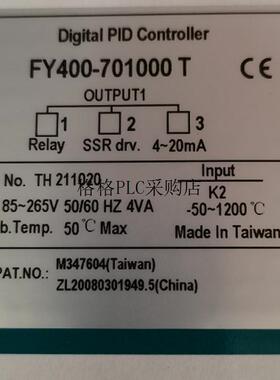 Digital PID Controller
FY400-701000 T
CE
OUTPUT1
1 2 3
Relay SSR drv. 4~20mA
No. TH 211020
Input
K2
85~265V 50/60 HZ 4VA
-50~1200℃
b.Temp. 50℃ Max
Made In Taiwan
格格PLC采购店
PAT.NO.: M347604(Taiwan)
ZL20080301949.5(China)